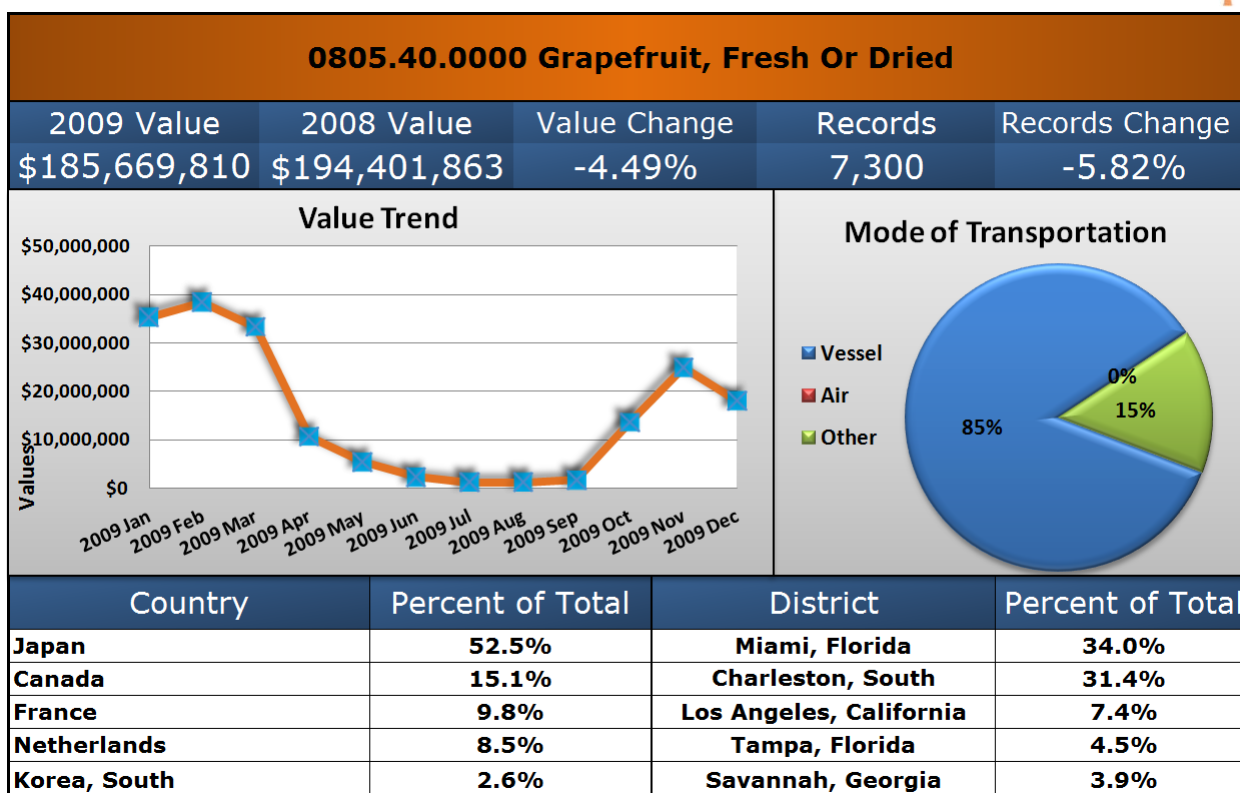 0805.40.0000 Grapefruit, Fresh Or Dried
2009 Value 2008 Value Value Change Records Records Change
$185,669,810 $194,401,863 -4.49% 7,300 -5.82%
Value Trend
$50,000,000
$40,000,000
$30,000,000
$20,000,000
$10,000,000
$0
Values
2009 Jan 2009 Feb 2009 Mar 2009 Apr 2009 May 2009 Jun 2009 Jul 2009 Aug 2009 Sep 2009 Oct 2009 Nov 2009 Dec
Mode of Transportation
Vessel
Air
Other
85%
0%
15%
Country Percent of Total District Percent of Total
Japan 52.5% Miami, Florida 34.0%
Canada 15.1% Charleston, South 31.4%
France 9.8% Los Angeles, California 7.4%
Netherlands 8.5% Tampa, Florida 4.5%
Korea, South 2.6% Savannah, Georgia 3.9%